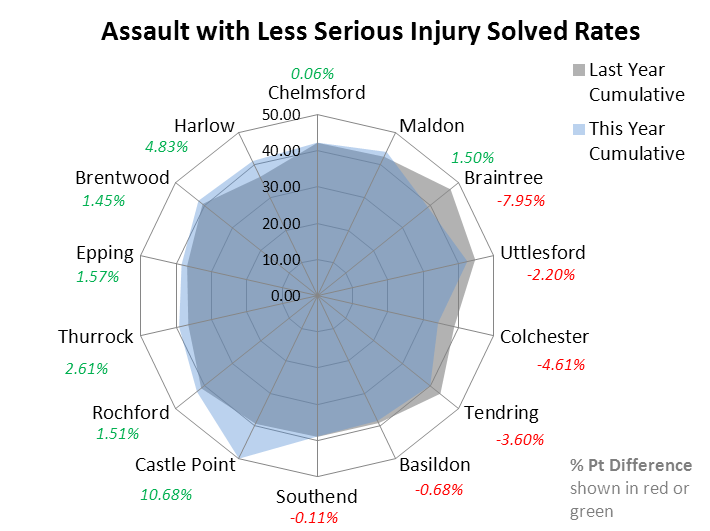 Assault with Less Serious Injury Solved Rates
Last Year
Cumulative
This Year
Cumulative
0.06%
Chelmsford
Maldon
1.50%
Braintree
-7.95%
Uttlesford
-2.20%
Colchester
-4.61%
Tendring
-3.60%
Basildon
-0.68%
Southend
-0.11%
Castle Point
10.68%
Rochford
1.51%
Thurrock
2.61%
Epping
1.57%
Brentwood
1.45%
Harlow
4.83%
50.00
40.00
30.00
20.00
10.00
0.00
% Pt Difference
shown in red or
green